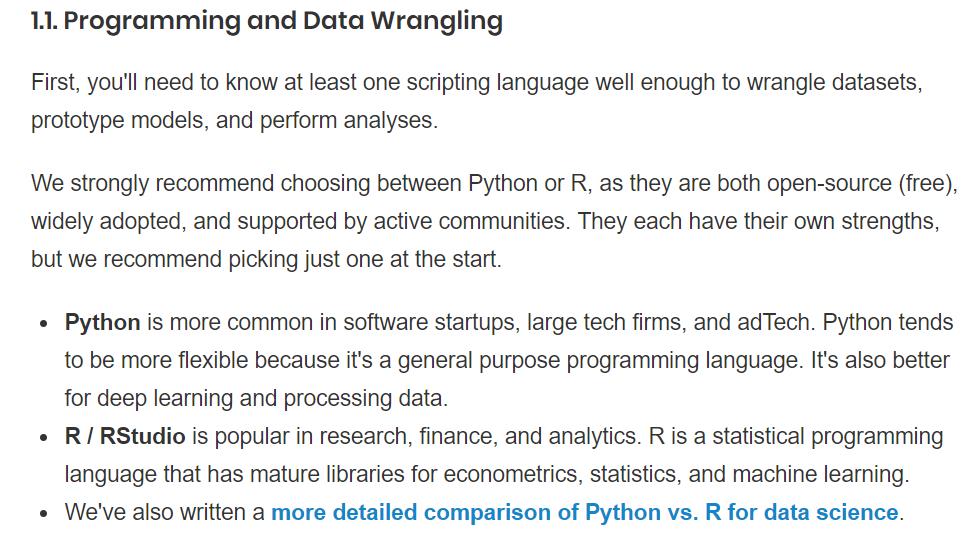 1.1. Programming and Data Wrangling
First, you'll need to know at least one scripting language well enough to wrangle datasets,
prototype models, and perform analyses.
We strongly recommend choosing between Python or R, as they are both open-source (free),
widely adopted, and supported by active communities. They each have their own strengths,
but we recommend picking just one at the start.
• Python is more common in software startups, large tech firms, and adTech. Python tends
to be more flexible because it's a general purpose programming language. It's also better
for deep learning and processing data.
• R / RStudio is popular in research, finance, and analytics. R is a statistical programming
language that has mature libraries for econometrics, statistics, and machine learning.
• We've also written a more detailed comparison of Python vs. R for data science.